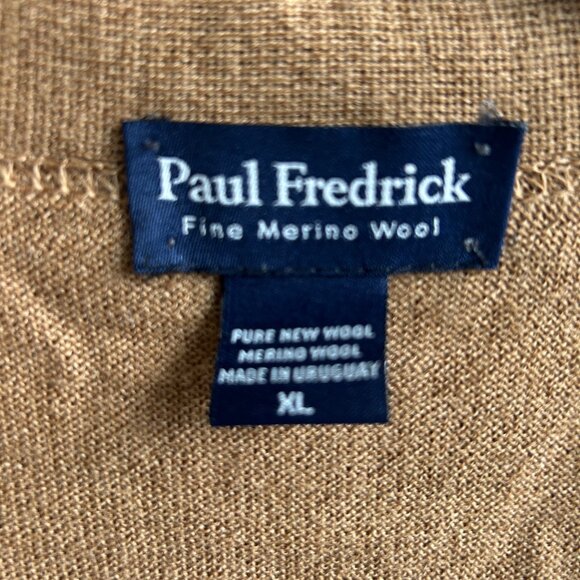 Paul Fredrick
Fine Merino Wool
PURE NEW WOOL
MERINO WOOL
MADE IN URUGUAY
XL